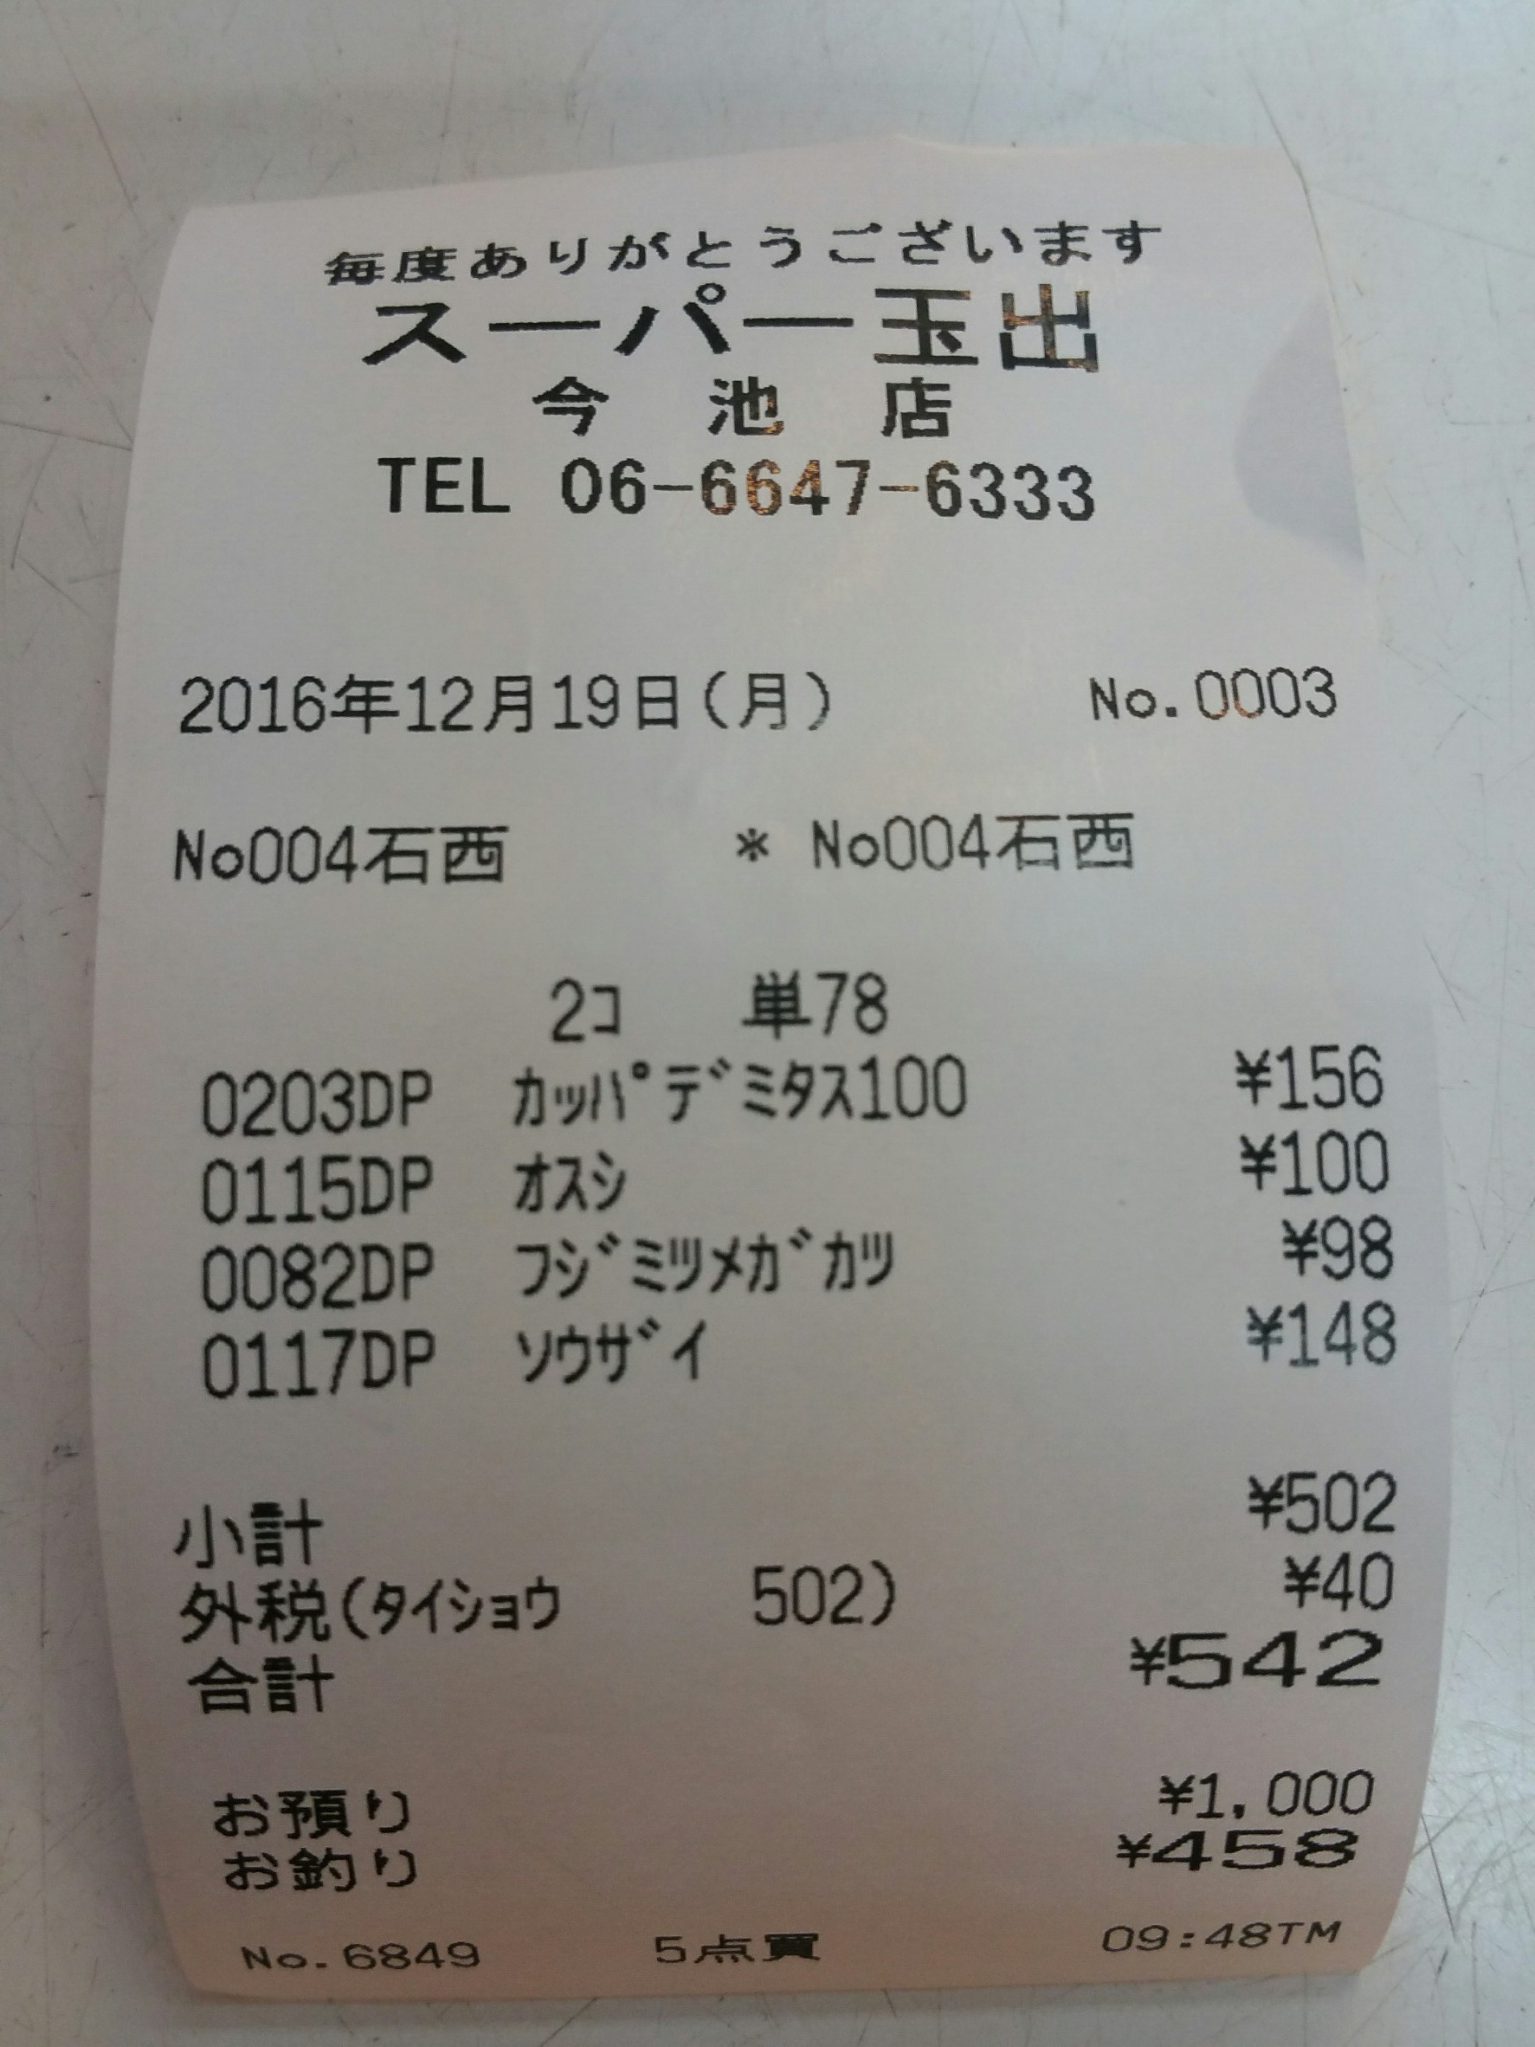 毎度ありがとうございます
スーパー玉出
今池店
TEL 06-6647-6333
2016年12月19日(月) No.0003
No004石西 * No004石西
2コ 単78
0203DP カッパデミタス100 ¥156
0115DP オスシ ¥100
0082DP フジミツメガカツ ¥98
0117DP ソウザイ ¥148
小計 ¥502
外税(タイショウ 502) ¥40
合計 ¥542
お預り ¥1,000
お釣り ¥458
No.6849 5点買 09:48TM